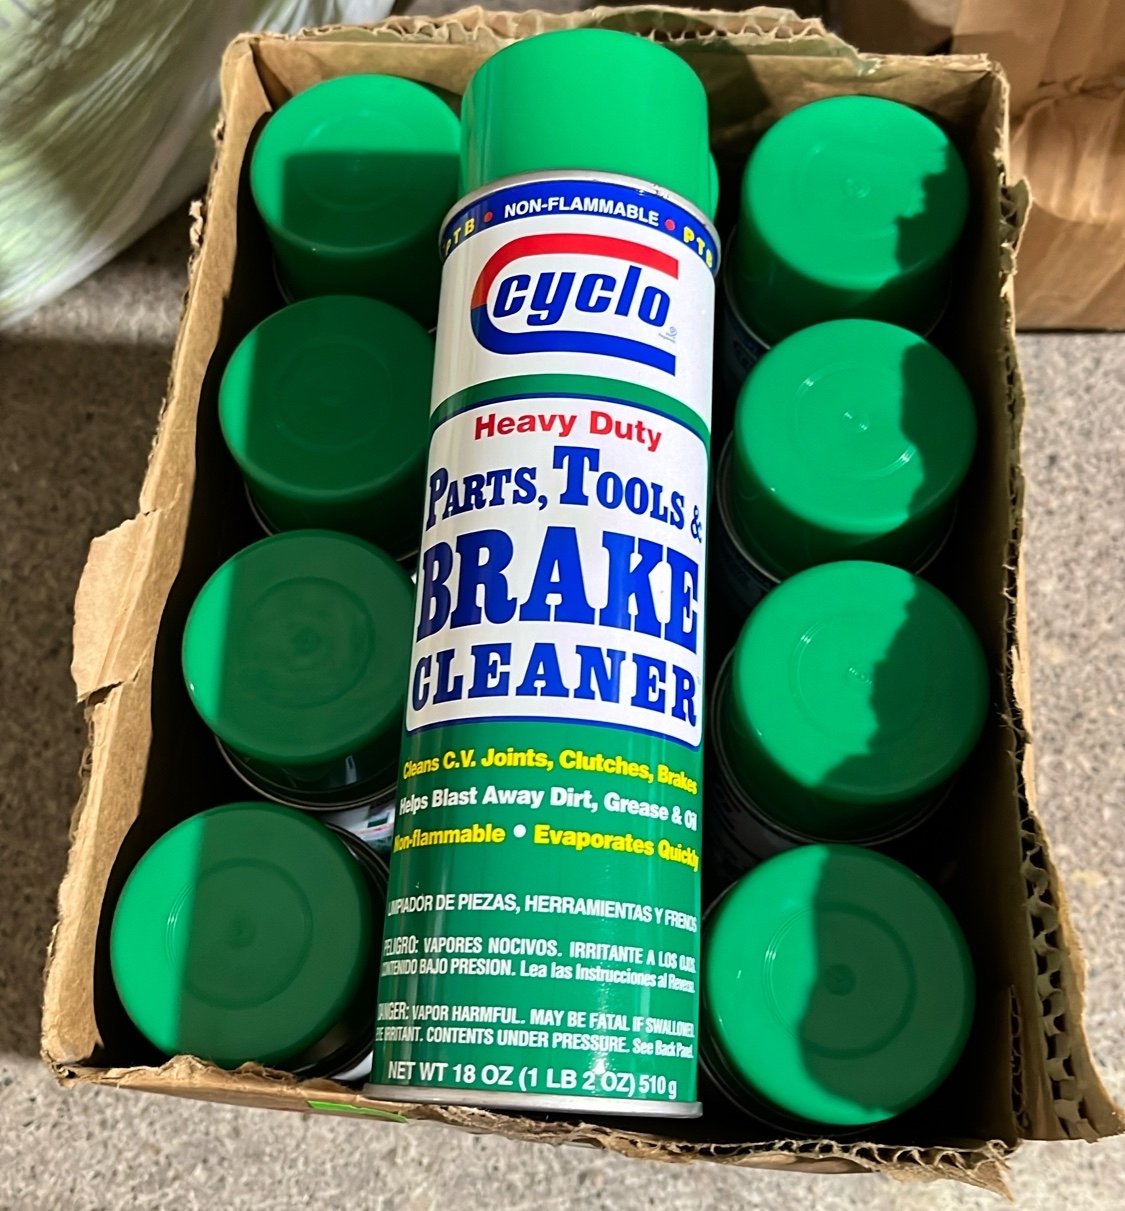 PTB • NON-FLAMMABLE • PTB
cyclo
Heavy Duty
PARTS, TOOLS &
BRAKE
CLEANER
Cleans C.V. Joints, Clutches, Brakes
Helps Blast Away Dirt, Grease & Oil
Non-flammable • Evaporates Quickly
LIMPIADOR DE PIEZAS, HERRAMIENTAS Y FRENOS
PELIGRO: VAPORES NOCIVOS. IRRITANTE A LOS OJOS.
CONTENIDO BAJO PRESION. Lea las Instrucciones al Reverso.
DANGER: VAPOR HARMFUL. MAY BE FATAL IF SWALLOWED.
EYE IRRITANT. CONTENTS UNDER PRESSURE. See Back Panel.
NET WT 18 OZ (1 LB 2 OZ) 510 g